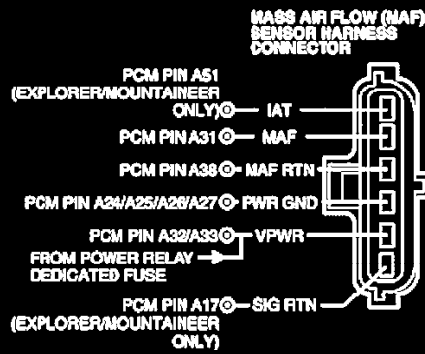 MASS AIR FLOW (MAF)
SENSOR HARNESS
CONNECTOR
PCM PIN A51
(EXPLORER/MOUNTAINEER
ONLY) IAT
PCM PIN A31 MAF
PCM PIN A38 MAF RTN
PCM PIN A24/A25/A26/A27 PWR GND
PCM PIN A32/A33 VPWR
FROM POWER RELAY
DEDICATED FUSE
PCM PIN A17 SIG RTN
(EXPLORER/MOUNTAINEER
ONLY)